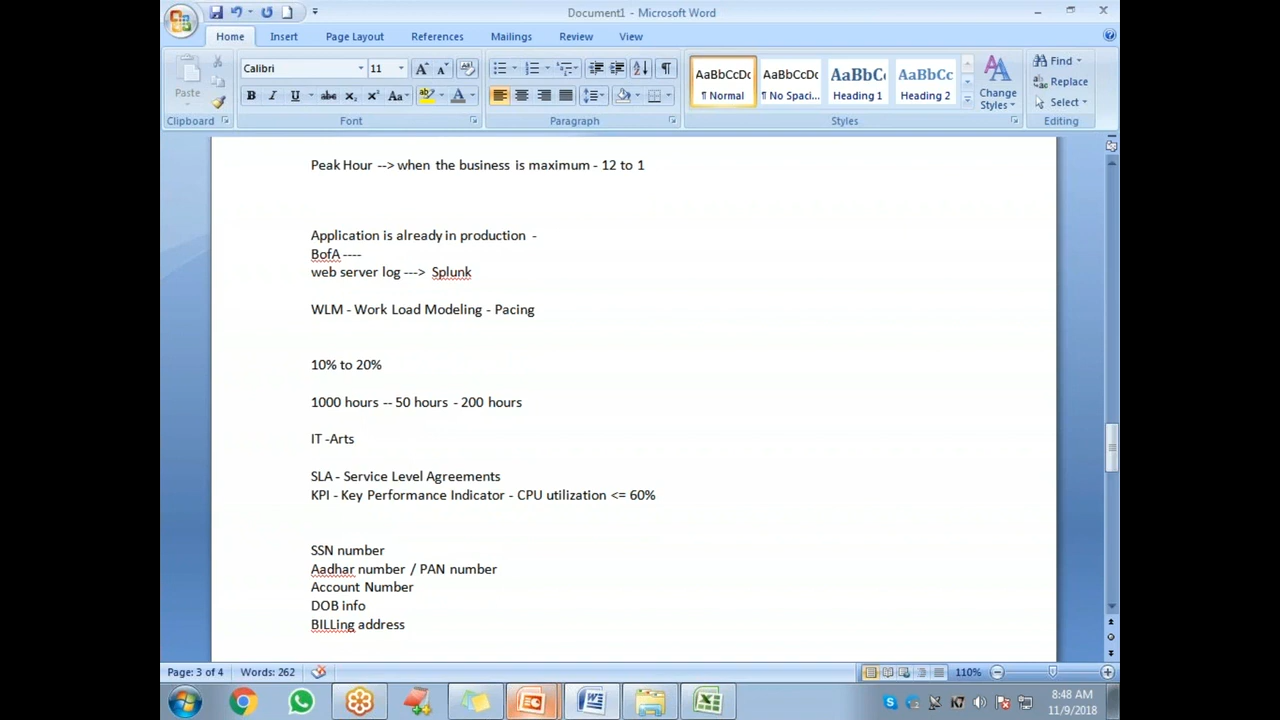 Document1 - Microsoft Word
Home Insert Page Layout References Mailings Review View
Paste
Calibri 11
Clipboard Font Paragraph Styles Editing
AaBbCcDc AaBbCcDc AaBbC AaBbCc
¶ Normal ¶ No Spaci... Heading 1 Heading 2
Change Styles
Find
Replace
Select
Peak Hour --> when the business is maximum - 12 to 1
Application is already in production -
BofA ----
web server log ---> Splunk
WLM - Work Load Modeling - Pacing
10% to 20%
1000 hours -- 50 hours - 200 hours
IT -Arts
SLA - Service Level Agreements
KPI - Key Performance Indicator - CPU utilization <= 60%
SSN number
Aadhar number / PAN number
Account Number
DOB info
BILLing address
Page: 3 of 4 Words: 262 110%
8:48 AM
11/9/2018